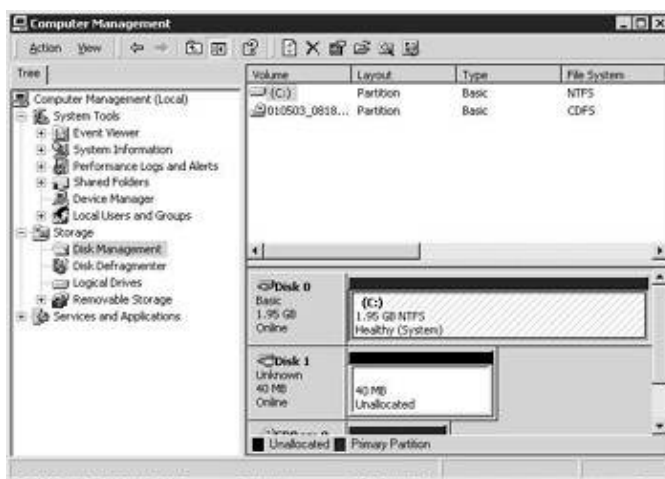 Computer Management
Action View
Tree
Computer Management (Local)
System Tools
Event Viewer
System Information
Performance Logs and Alerts
Shared Folders
Device Manager
Local Users and Groups
Storage
Disk Management
Disk Defragmenter
Logical Drives
Removable Storage
Services and Applications
Volume Layout Type File System
(C:) Partition Basic NTFS
010503_0818... Partition Basic CDFS
Disk 0
Basic
1.95 GB
Online
(C:)
1.95 GB NTFS
Healthy (System)
Disk 1
Unknown
40 MB
Online
40 MB
Unallocated
Unallocated Primary Partition